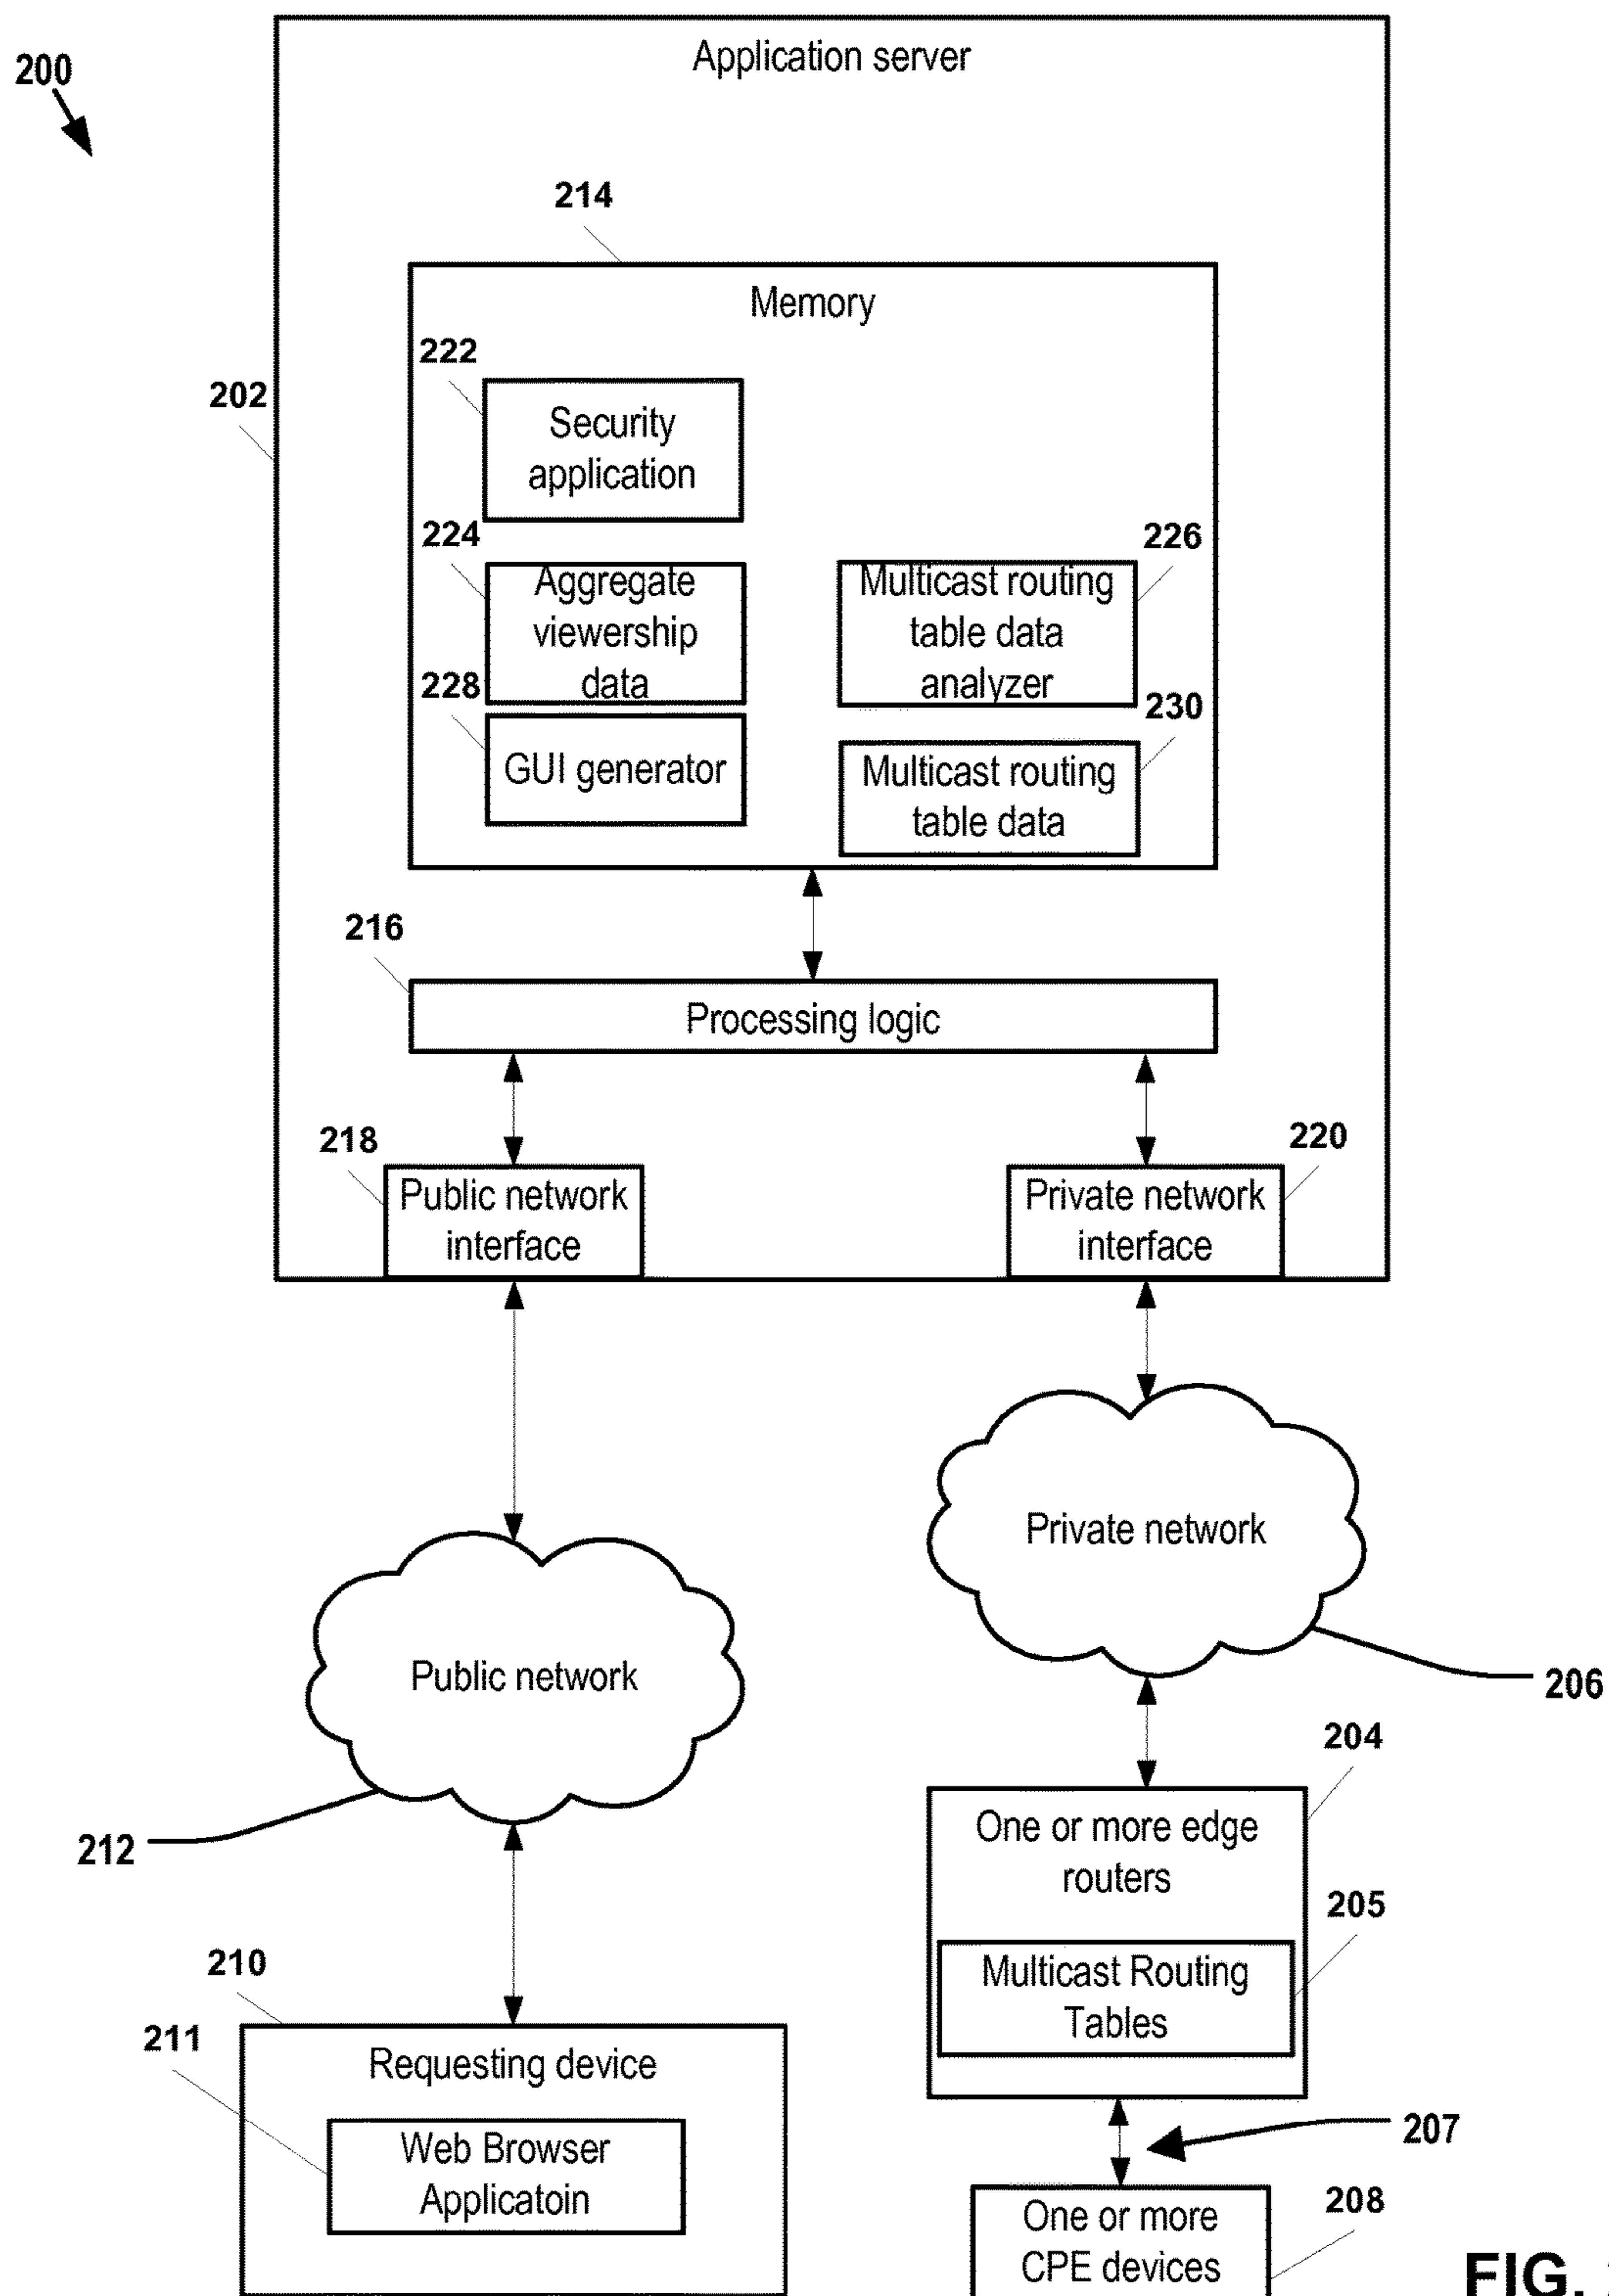 200
Application server
214
Memory
222
202
Security
application
224
226
Aggregate
viewership
data
Multicast routing
table data
analyzer
228
230
GUI generator
Multicast routing
table data
216
Processing logic
218
220
Public network
interface
Private network
interface
Private network
Public network
206
204
212
One or more edge
routers
205
Multicast Routing
Tables
210
211
Requesting device
207
Web Browser
Applicatoin
208
One or more
CPE devices
FIG.